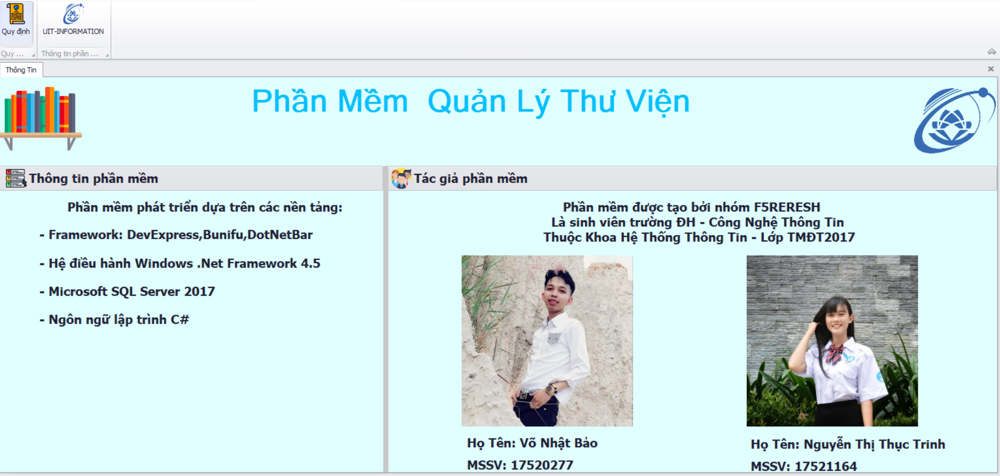 Quy định
UIT-INFORMATION
Quy ...
Thông tin phần ...
Thông Tin
Phần Mềm Quản Lý Thư Viện
Thông tin phần mềm
Tác giả phần mềm
Phần mềm phát triển dựa trên các nền tảng:
- Framework: DevExpress,Bunifu,DotNetBar
- Hệ điều hành Windows .Net Framework 4.5
- Microsoft SQL Server 2017
- Ngôn ngữ lập trình C#
Phần mềm được tạo bởi nhóm F5RERESH
Là sinh viên trường ĐH - Công Nghệ Thông Tin
Thuộc Khoa Hệ Thống Thông Tin - Lớp TMĐT2017
Họ Tên: Võ Nhật Bảo
MSSV: 17520277
Họ Tên: Nguyễn Thị Thục Trinh
MSSV: 17521164